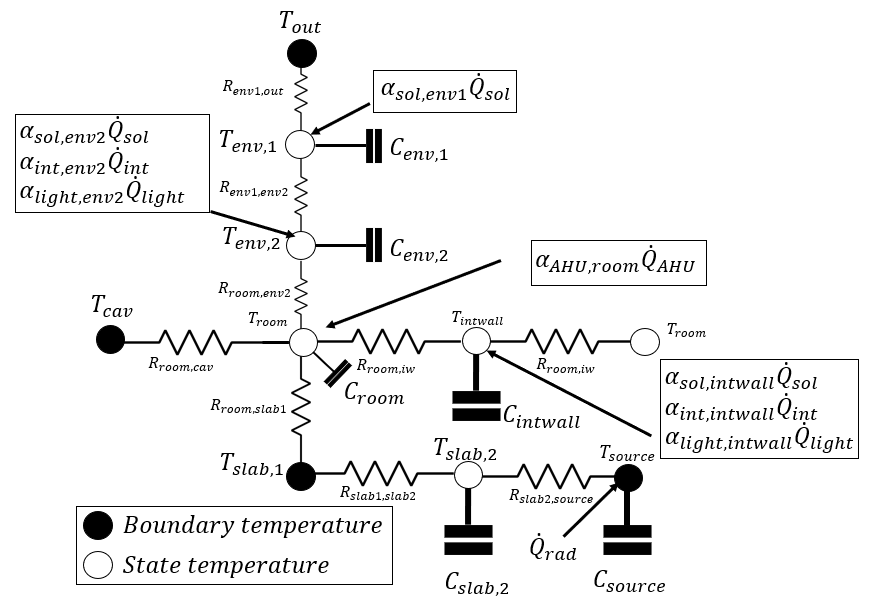 T_out
R_env1,out
α_sol,env1 Q̇_sol
T_env,1
C_env,1
α_sol,env2 Q̇_sol
α_int,env2 Q̇_int
α_light,env2 Q̇_light
R_env1,env2
T_env,2
C_env,2
α_AHU,room Q̇_AHU
R_room,env2
T_cav
T_room
T_intwall
T_room
R_room,cav
R_room,iw
R_room,iw
C_room
C_intwall
α_sol,intwall Q̇_sol
α_int,intwall Q̇_int
α_light,intwall Q̇_light
R_room,slab1
T_slab,1
T_slab,2
T_source
R_slab1,slab2
R_slab2,source
Q̇_rad
C_slab,2
C_source
Boundary temperature
State temperature